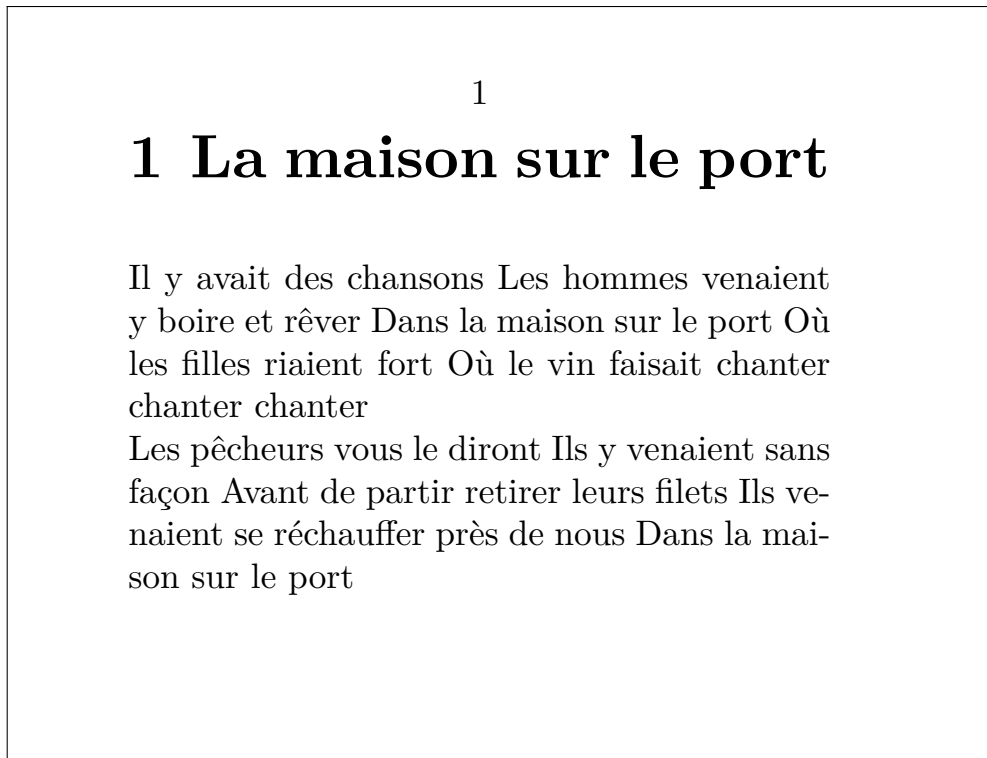 1
1 La maison sur le port
Il y avait des chansons Les hommes venaient
y boire et rêver Dans la maison sur le port Où
les filles riaient fort Où le vin faisait chanter
chanter chanter
Les pêcheurs vous le diront Ils y venaient sans
façon Avant de partir retirer leurs filets Ils ve-
naient se réchauffer près de nous Dans la mai-
son sur le port